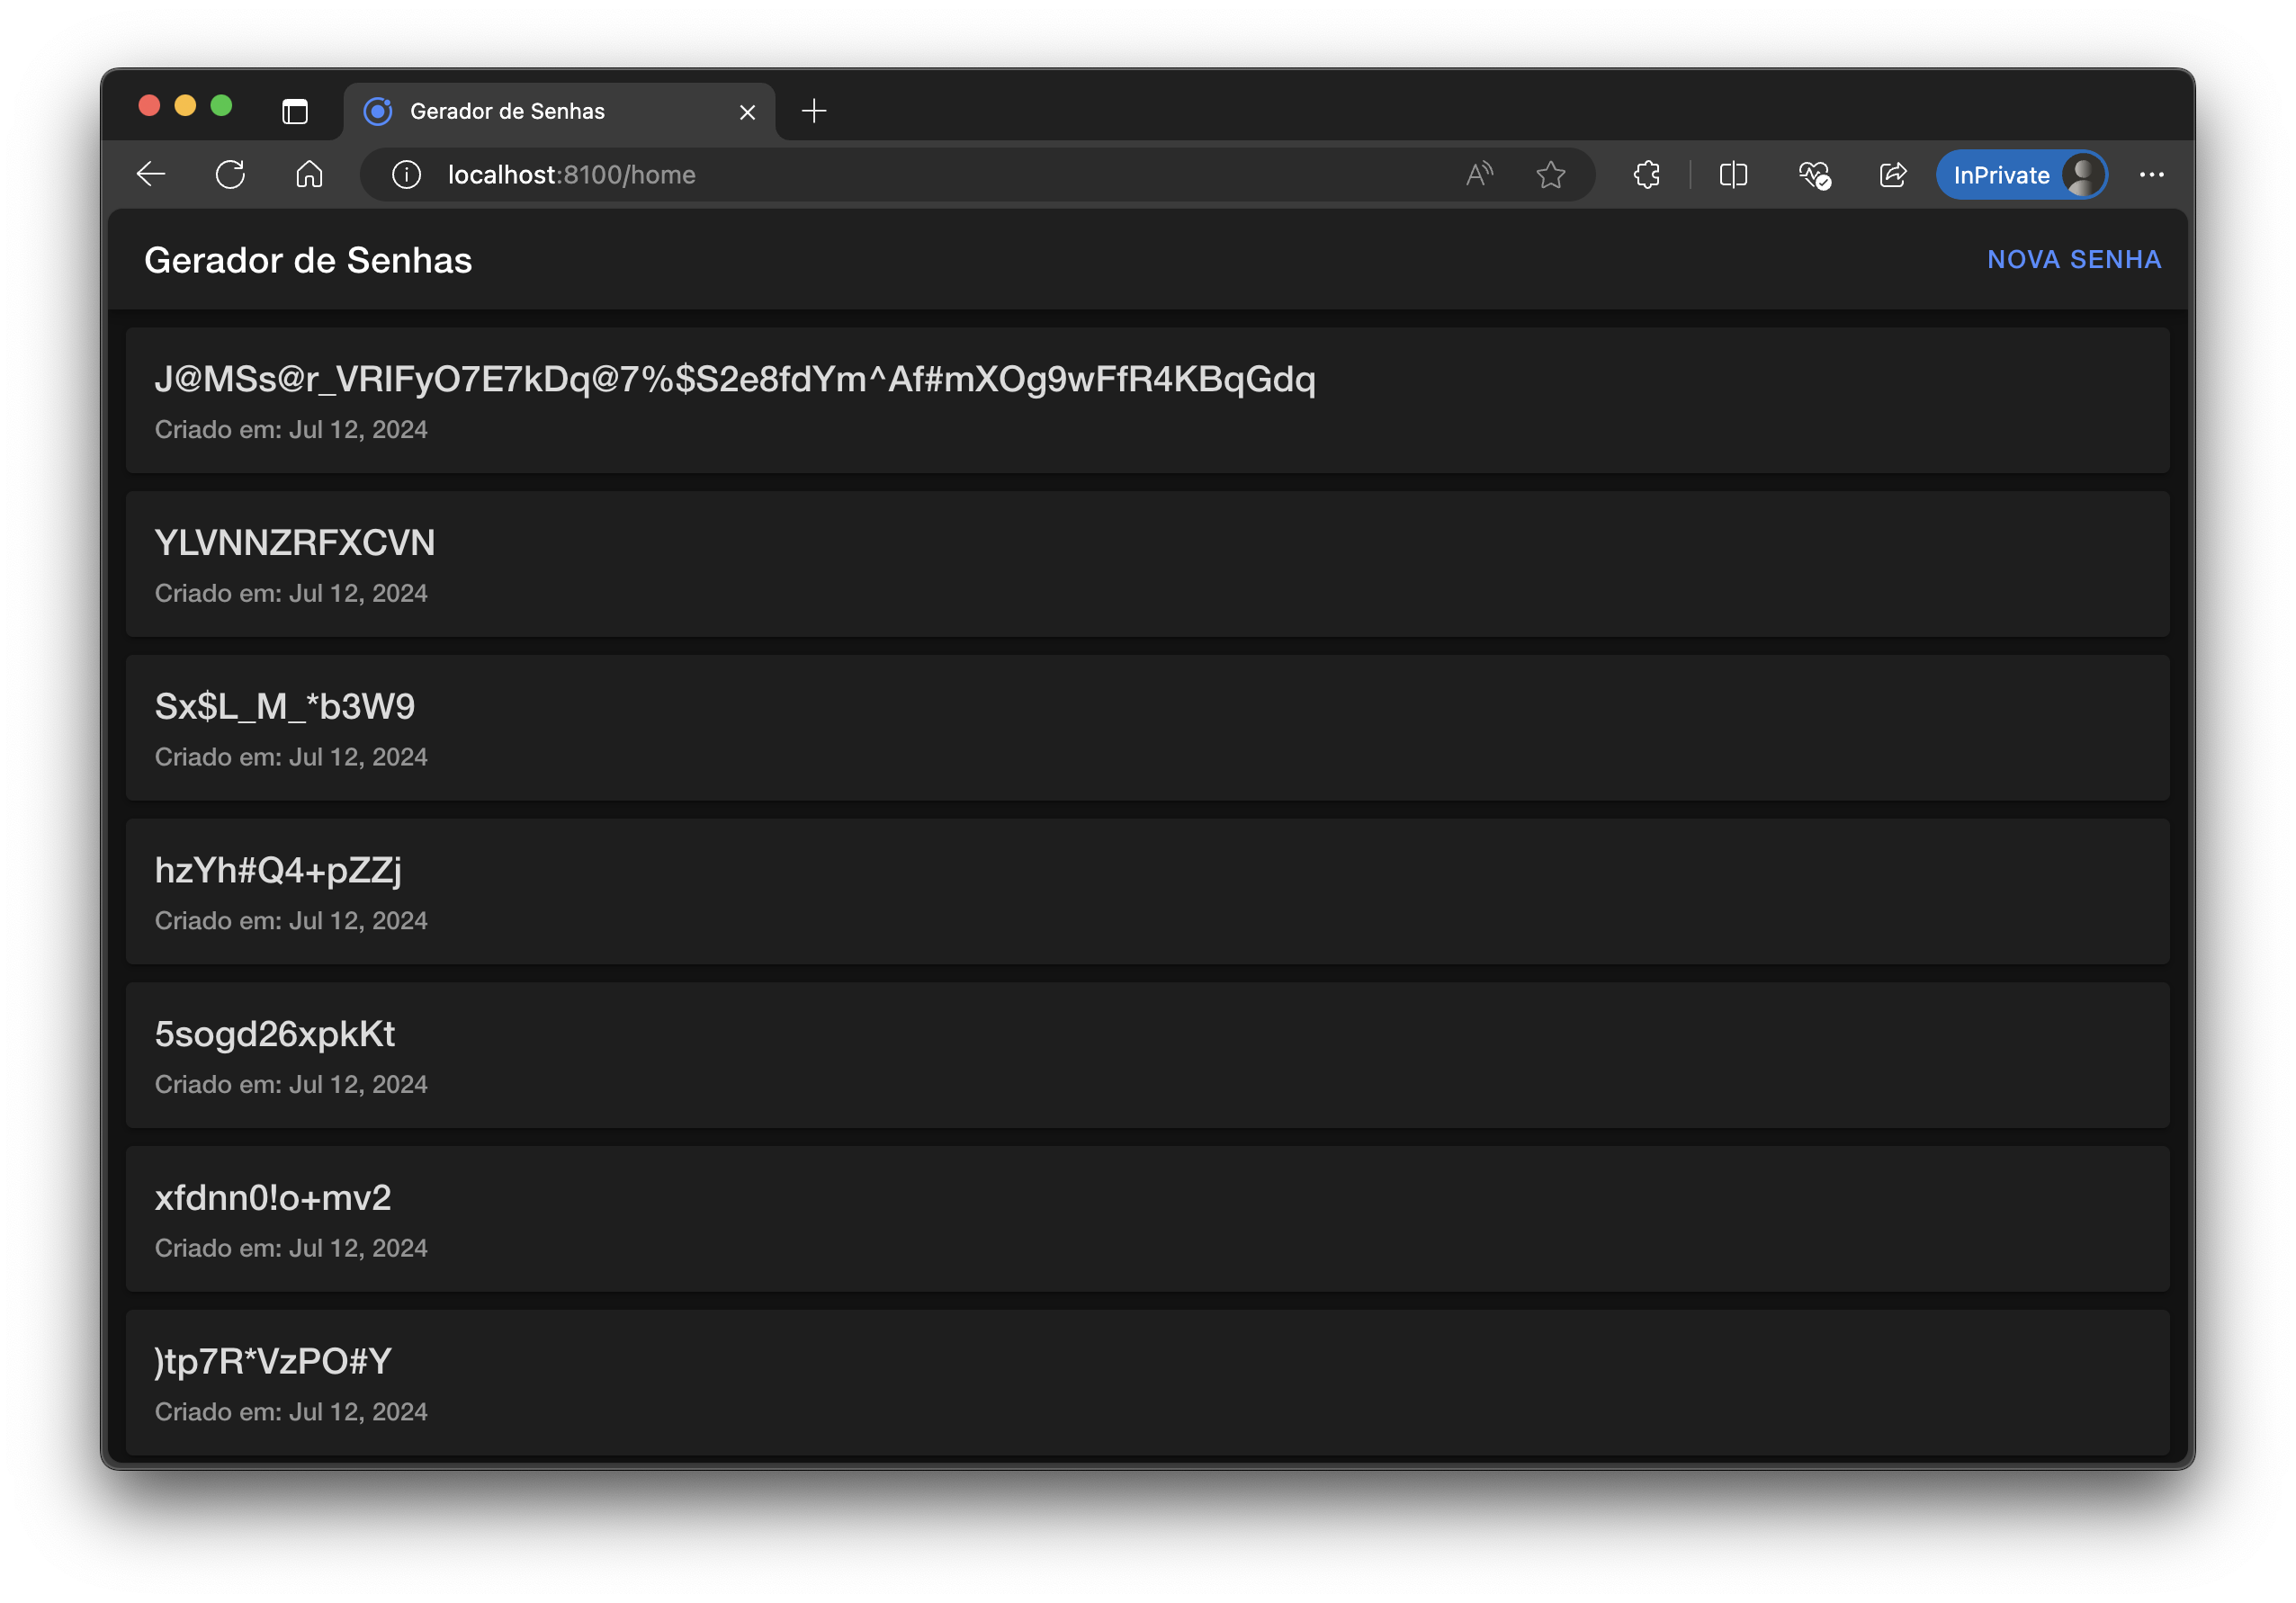 Gerador de Senhas
localhost:8100/home
InPrivate
Gerador de Senhas
NOVA SENHA
J@MSs@r_VRIFyO7E7kDq@7%$S2e8fdYm^Af#mXOg9wFfR4KBqGdq
Criado em: Jul 12, 2024
YLVNNZRFXCVN
Criado em: Jul 12, 2024
Sx$L_M_*b3W9
Criado em: Jul 12, 2024
hzYh#Q4+pZZj
Criado em: Jul 12, 2024
5sogd26xpkKt
Criado em: Jul 12, 2024
xfdnn0!o+mv2
Criado em: Jul 12, 2024
)tp7R*VzPO#Y
Criado em: Jul 12, 2024